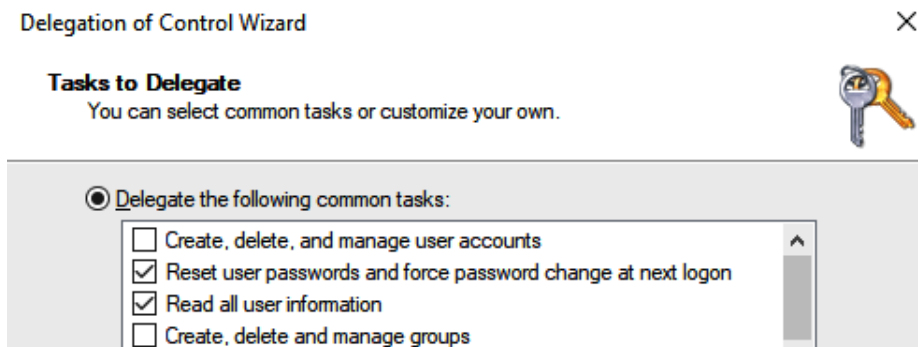 Delegation of Control Wizard
Tasks to Delegate
You can select common tasks or customize your own.
Delegate the following common tasks:
Create, delete, and manage user accounts
Reset user passwords and force password change at next logon
Read all user information
Create, delete and manage groups